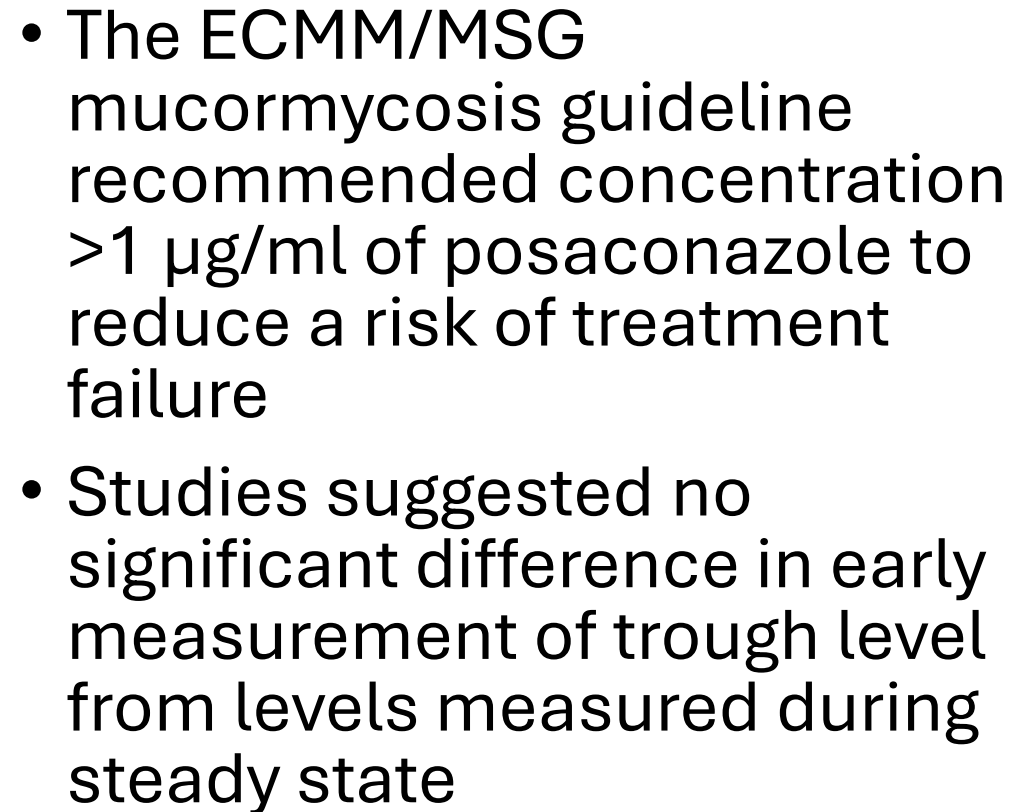 • The ECMM/MSG
mucormycosis guideline
recommended concentration
>1 µg/ml of posaconazole to
reduce a risk of treatment
failure
• Studies suggested no
significant difference in early
measurement of trough level
from levels measured during
steady state